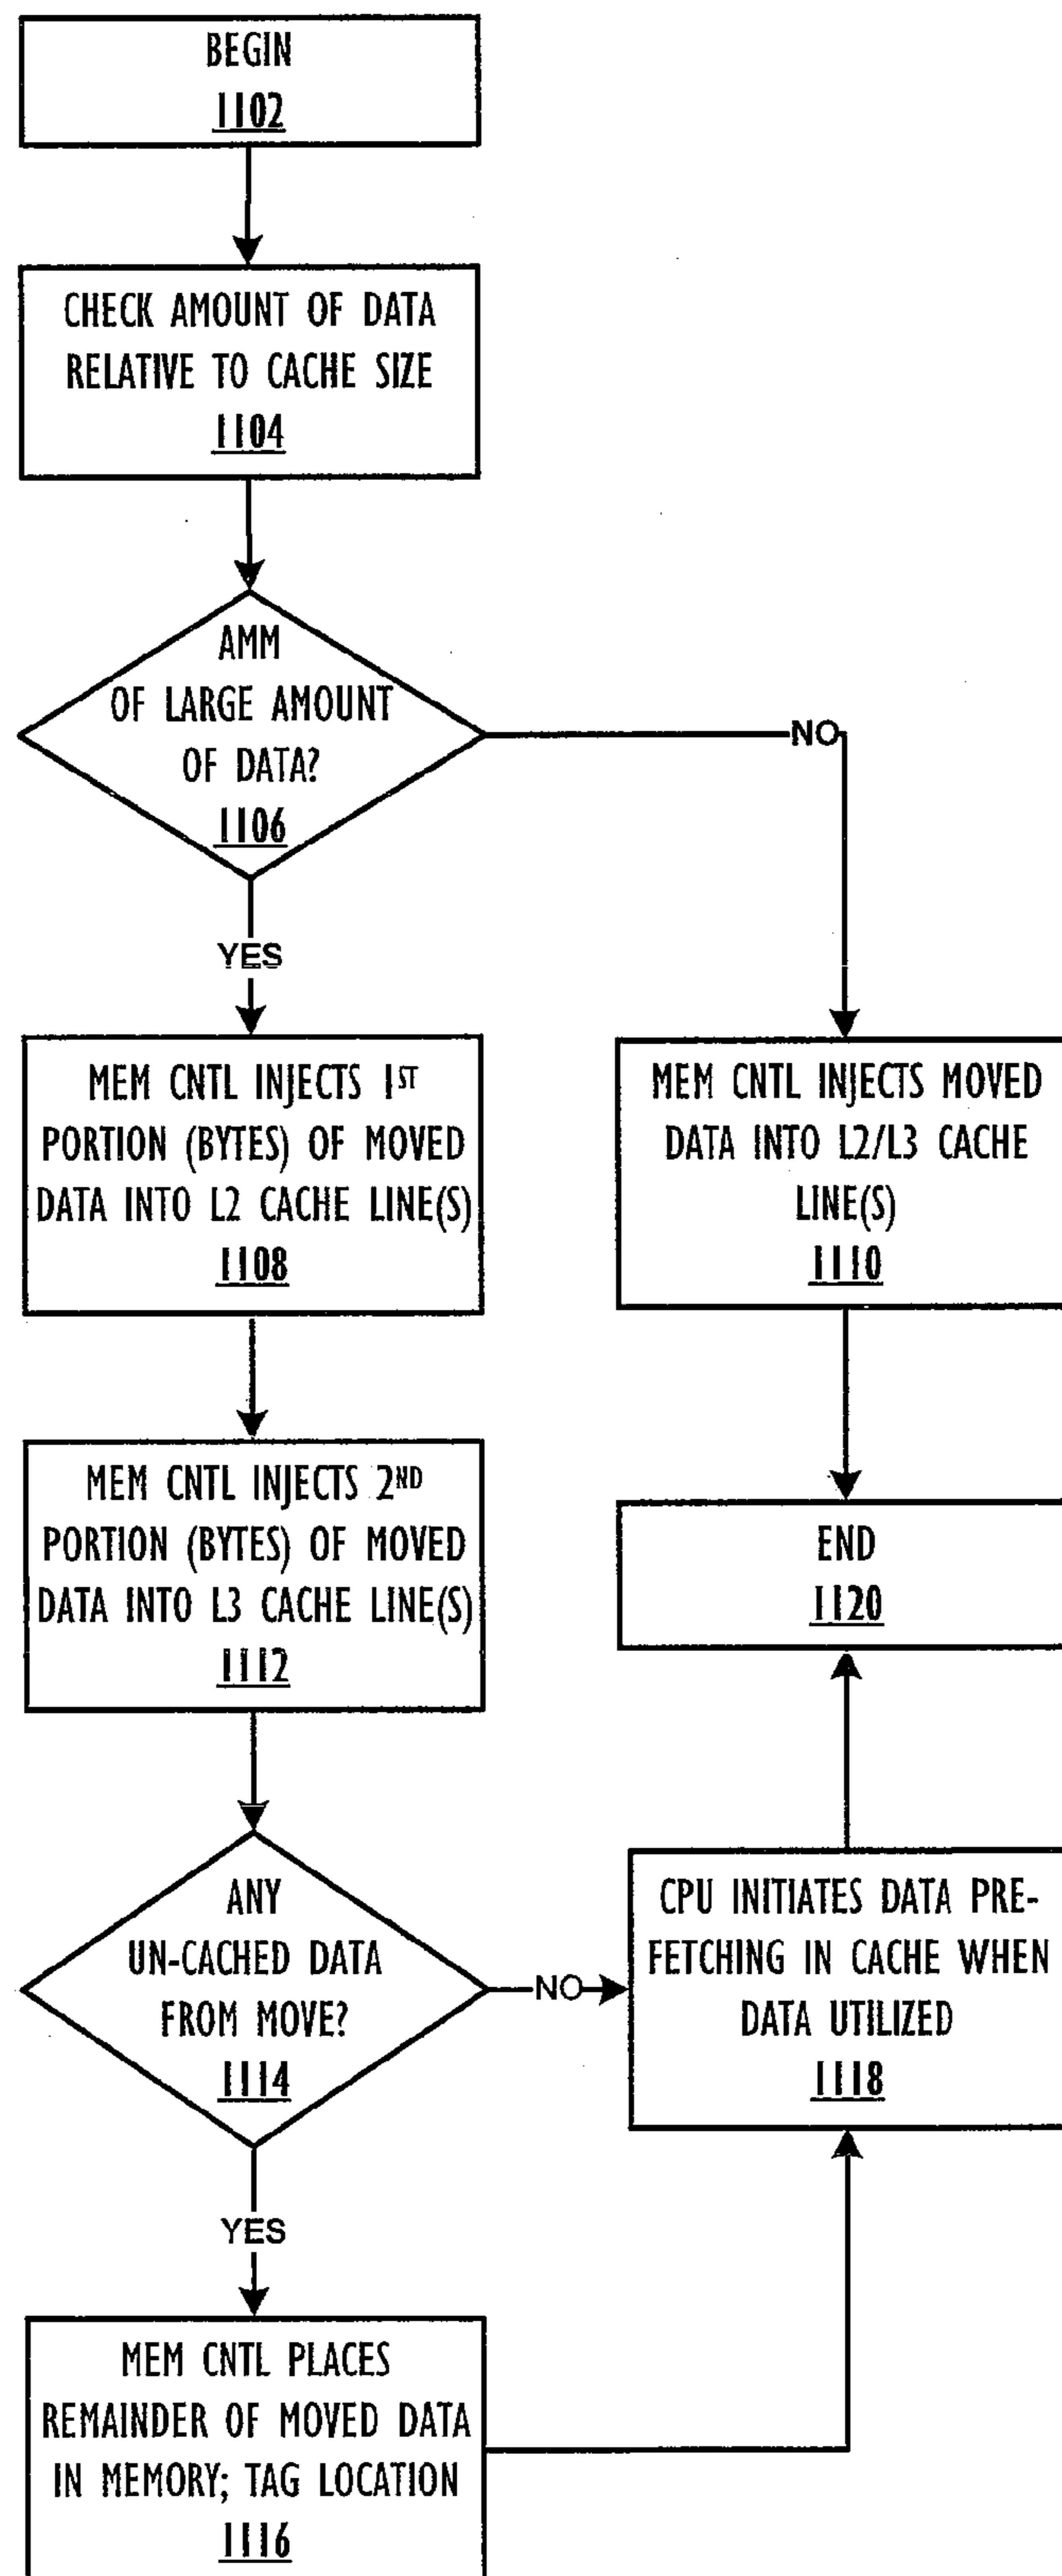 BEGIN
1102
CHECK AMOUNT OF DATA
RELATIVE TO CACHE SIZE
1104
AMM
OF LARGE AMOUNT
OF DATA?
1106
NO
YES
MEM CNTL INJECTS 1ST
PORTION (BYTES) OF MOVED
DATA INTO L2 CACHE LINE(S)
1108
MEM CNTL INJECTS MOVED
DATA INTO L2/L3 CACHE
LINE(S)
1110
MEM CNTL INJECTS 2ND
PORTION (BYTES) OF MOVED
DATA INTO L3 CACHE LINE(S)
1112
END
1120
ANY
UN-CACHED DATA
FROM MOVE?
1114
NO
CPU INITIATES DATA PRE-
FETCHING IN CACHE WHEN
DATA UTILIZED
1118
YES
MEM CNTL PLACES
REMAINDER OF MOVED DATA
IN MEMORY; TAG LOCATION
1116